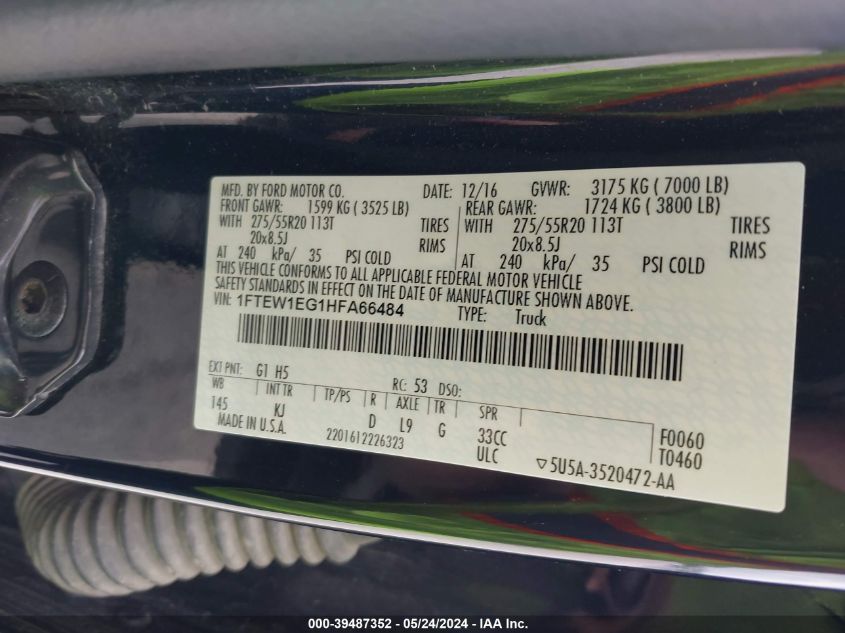 MFD. BY FORD MOTOR CO. DATE: 12/16 GVWR: 3175 KG ( 7000 LB)
FRONT GAWR: 1599 KG ( 3525 LB) REAR GAWR: 1724 KG ( 3800 LB)
WITH 275/55R20 113T TIRES WITH 275/55R20 113T TIRES
20x8.5J RIMS 20x8.5J RIMS
AT 240 kPa/ 35 PSI COLD AT 240 kPa/ 35 PSI COLD
THIS VEHICLE CONFORMS TO ALL APPLICABLE FEDERAL MOTOR VEHICLE
SAFETY STANDARDS IN EFFECT ON THE DATE OF MANUFACTURE SHOWN ABOVE.
VIN: 1FTEW1EG1HFA66484 TYPE: Truck
EXT PNT: G1 H5 RC: 53 DSO:
WB INT TR TP/PS R AXLE TR SPR
145 KJ D L9 G 33CC F0060
MADE IN U.S.A. 2201612226323 ULC T0460
▽5U5A-3520472-AA
000-39487352 / 05/24/2024 / IAA Inc.